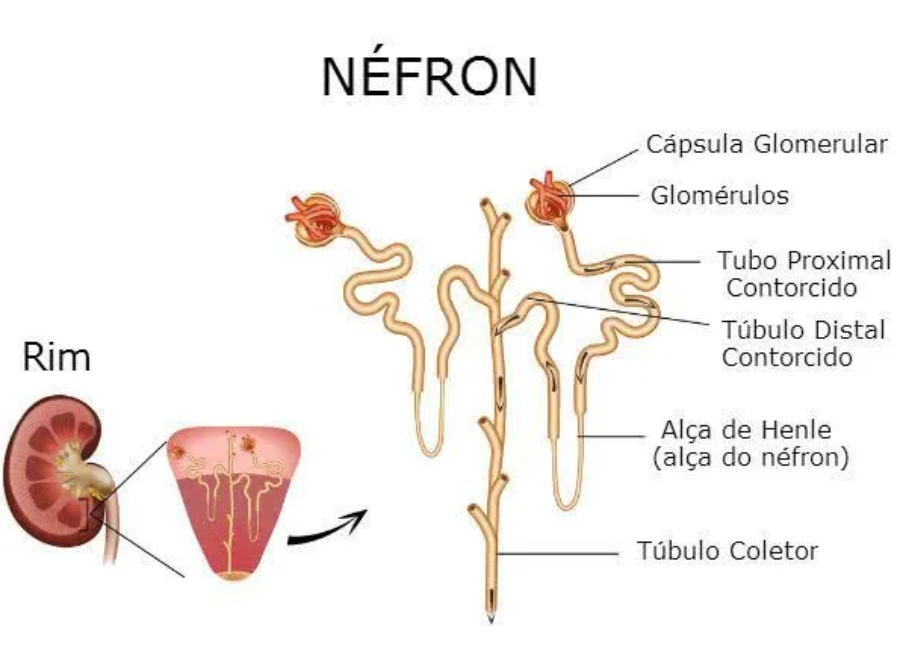 NÉFRON
Cápsula Glomerular
Glomérulos
Tubo Proximal
Contorcido
Túbulo Distal
Contorcido
Rim
Alça de Henle
(alça do néfron)
Túbulo Coletor